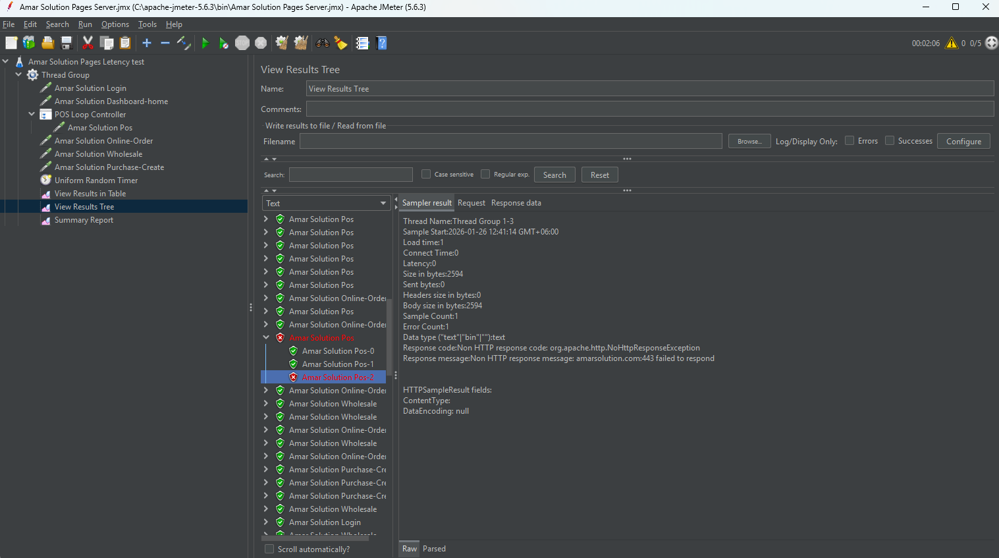 Amar Solution Pages Server.jmx (C:\apache-jmeter-5.6.3\bin\Amar Solution Pages Server.jmx) - Apache JMeter (5.6.3)
File Edit Search Run Options Tools Help
00:02:06 0 0/5
Amar Solution Pages Letency test
Thread Group
Amar Solution Login
Amar Solution Dashboard-home
POS Loop Controller
Amar Solution Pos
Amar Solution Online-Order
Amar Solution Wholesale
Amar Solution Purchase-Create
Uniform Random Timer
View Results in Table
View Results Tree
Summary Report
View Results Tree
Name: View Results Tree
Comments:
Write results to file / Read from file
Filename Browse... Log/Display Only: Errors Successes Configure
Search: Case sensitive Regular exp. Search Reset
Text
Amar Solution Pos
Amar Solution Pos
Amar Solution Pos
Amar Solution Pos
Amar Solution Pos
Amar Solution Pos
Amar Solution Online-Order
Amar Solution Pos
Amar Solution Online-Order
Amar Solution Pos
Amar Solution Pos-0
Amar Solution Pos-1
Amar Solution Pos-2
Amar Solution Online-Order
Amar Solution Wholesale
Amar Solution Wholesale
Amar Solution Online-Order
Amar Solution Wholesale
Amar Solution Online-Order
Amar Solution Purchase-Cre
Amar Solution Purchase-Cre
Amar Solution Purchase-Cre
Amar Solution Wholesale
Amar Solution Login
Amar Solution Wholesale
Scroll automatically?
Sampler result Request Response data
Thread Name:Thread Group 1-3
Sample Start:2026-01-26 12:41:14 GMT+06:00
Load time:1
Connect Time:0
Latency:0
Size in bytes:2594
Sent bytes:0
Headers size in bytes:0
Body size in bytes:2594
Sample Count:1
Error Count:1
Data type ("text"|"bin"|""):text
Response code:Non HTTP response code: org.apache.http.NoHttpResponseException
Response message:Non HTTP response message: amarsolution.com:443 failed to respond
HTTPSampleResult fields:
ContentType:
DataEncoding: null
Raw Parsed